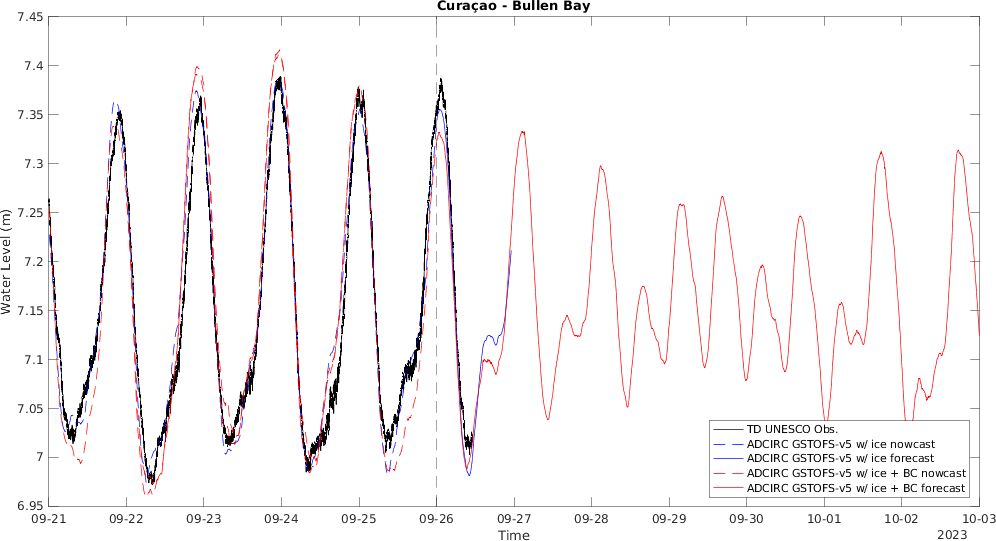 Curaçao - Bullen Bay
7.45
7.4
7.35
7.3
7.25
7.2
7.15
7.1
7.05
7
6.95
Water Level (m)
TD UNESCO Obs.
ADCIRC GSTOFS-v5 w/ ice nowcast
ADCIRC GSTOFS-v5 w/ ice forecast
ADCIRC GSTOFS-v5 w/ ice + BC nowcast
ADCIRC GSTOFS-v5 w/ ice + BC forecast
09-21 09-22 09-23 09-24 09-25 09-26 09-27 09-28 09-29 09-30 10-01 10-02 10-03
Time
2023